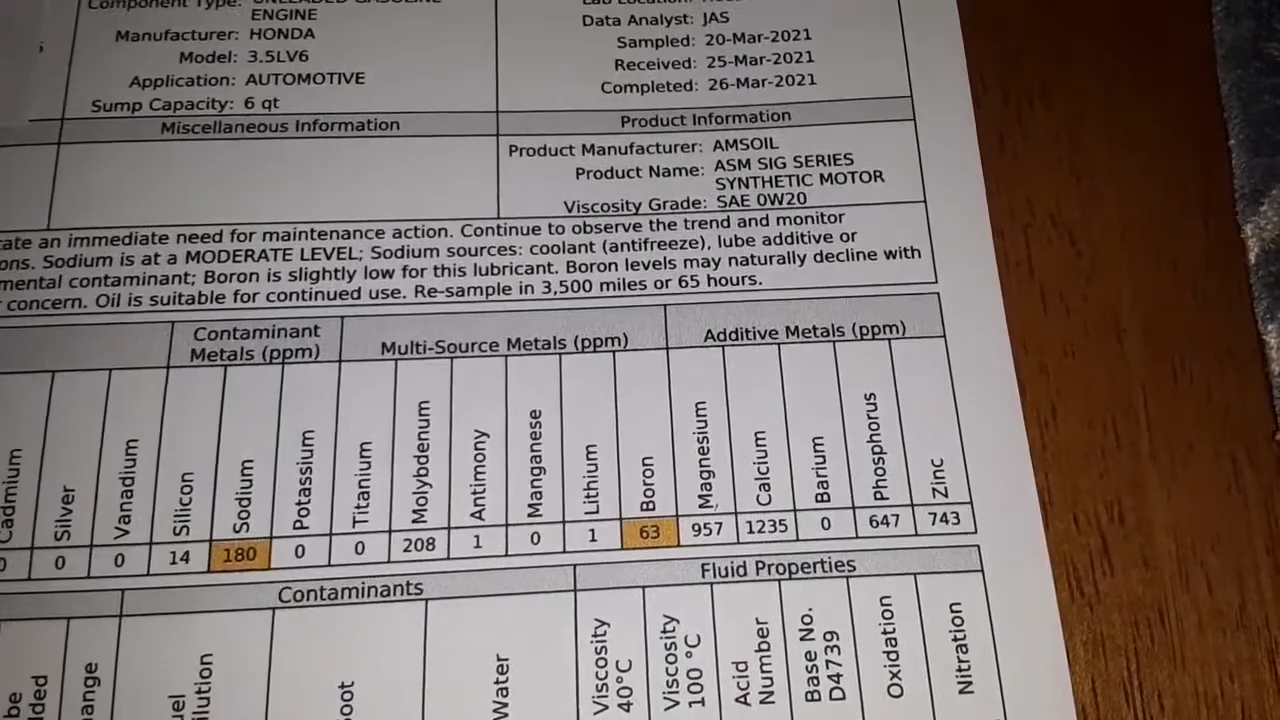 Component Type: UNLEADED GASOLINE
ENGINE
Manufacturer: HONDA
Model: 3.5LV6
Application: AUTOMOTIVE
Sump Capacity: 6 qt
Data Analyst: JAS
Sampled: 20-Mar-2021
Received: 25-Mar-2021
Completed: 26-Mar-2021
Miscellaneous Information
Product Information
Product Manufacturer: AMSOIL
Product Name: ASM SIG SERIES
SYNTHETIC MOTOR
Viscosity Grade: SAE 0W20
an immediate need for maintenance action. Continue to observe the trend and monitor
Sodium is at a MODERATE LEVEL; Sodium sources: coolant (antifreeze), lube additive or
contaminant; Boron is slightly low for this lubricant. Boron levels may naturally decline with
concern. Oil is suitable for continued use. Re-sample in 3,500 miles or 65 hours.
Contaminant
Metals (ppm)
Multi-Source Metals (ppm)
Additive Metals (ppm)
Cadmium Silver Vanadium Silicon Sodium Potassium Titanium Molybdenum Antimony Manganese Lithium Boron Magnesium Calcium Barium Phosphorus Zinc
0 0 0 14 180 0 0 208 1 0 1 63 957 1235 0 647 743
Contaminants
Fluid Properties
Water
Viscosity
40°C
Viscosity
100 °C
Acid
Number
Base No.
D4739
Oxidation
Nitration